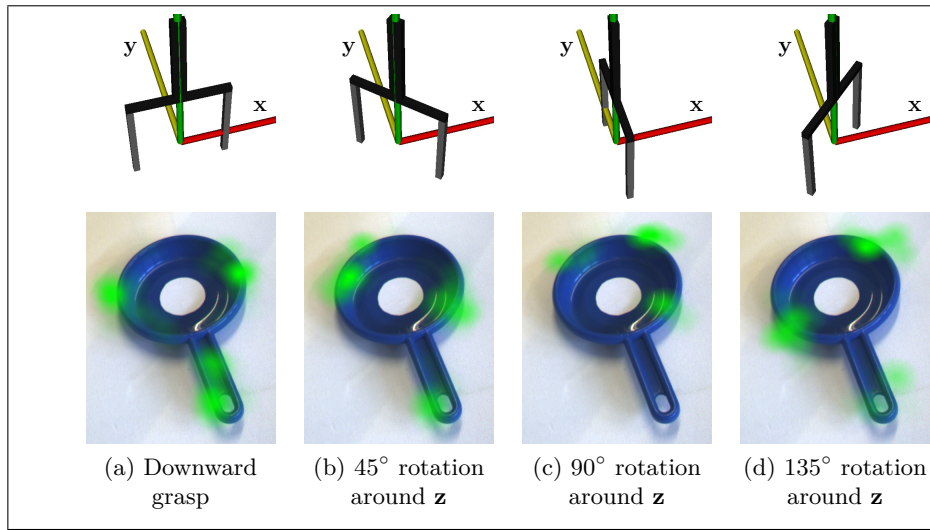 y
x
y
x
y
x
y
x
(a) Downward
grasp
(b) 45° rotation
around z
(c) 90° rotation
around z
(d) 135° rotation
around z